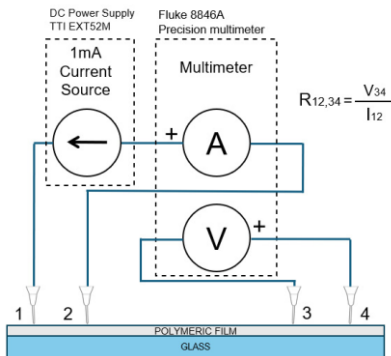 DC Power Supply
TTI EXT52M
Fluke 8846A
Precision multimeter
1mA
Current
Source
Multimeter
+
A
R12,34 = V34
I12
V
+
1
2
3
4
POLYMERIC FILM
GLASS